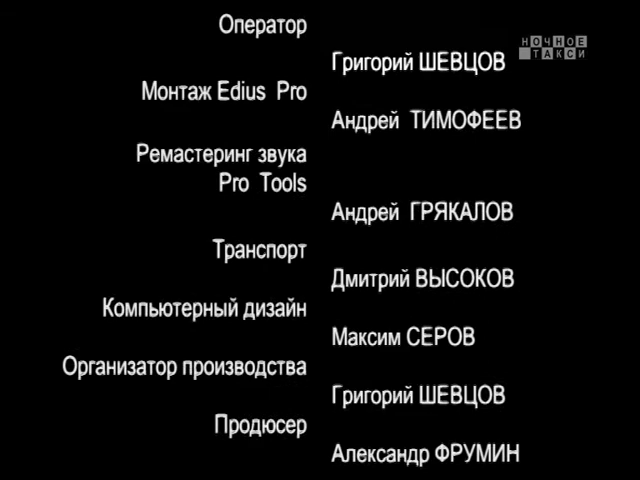 Оператор
НОЧНОЕ
ТАКСИ
Григорий ШЕВЦОВ
Монтаж Edius Pro
Андрей ТИМОФЕЕВ
Ремастеринг звука
Pro Tools
Андрей ГРЯКАЛОВ
Транспорт
Дмитрий ВЫСОКОВ
Компьютерный дизайн
Максим СЕРОВ
Организатор производства
Григорий ШЕВЦОВ
Продюсер
Александр ФРУМИН